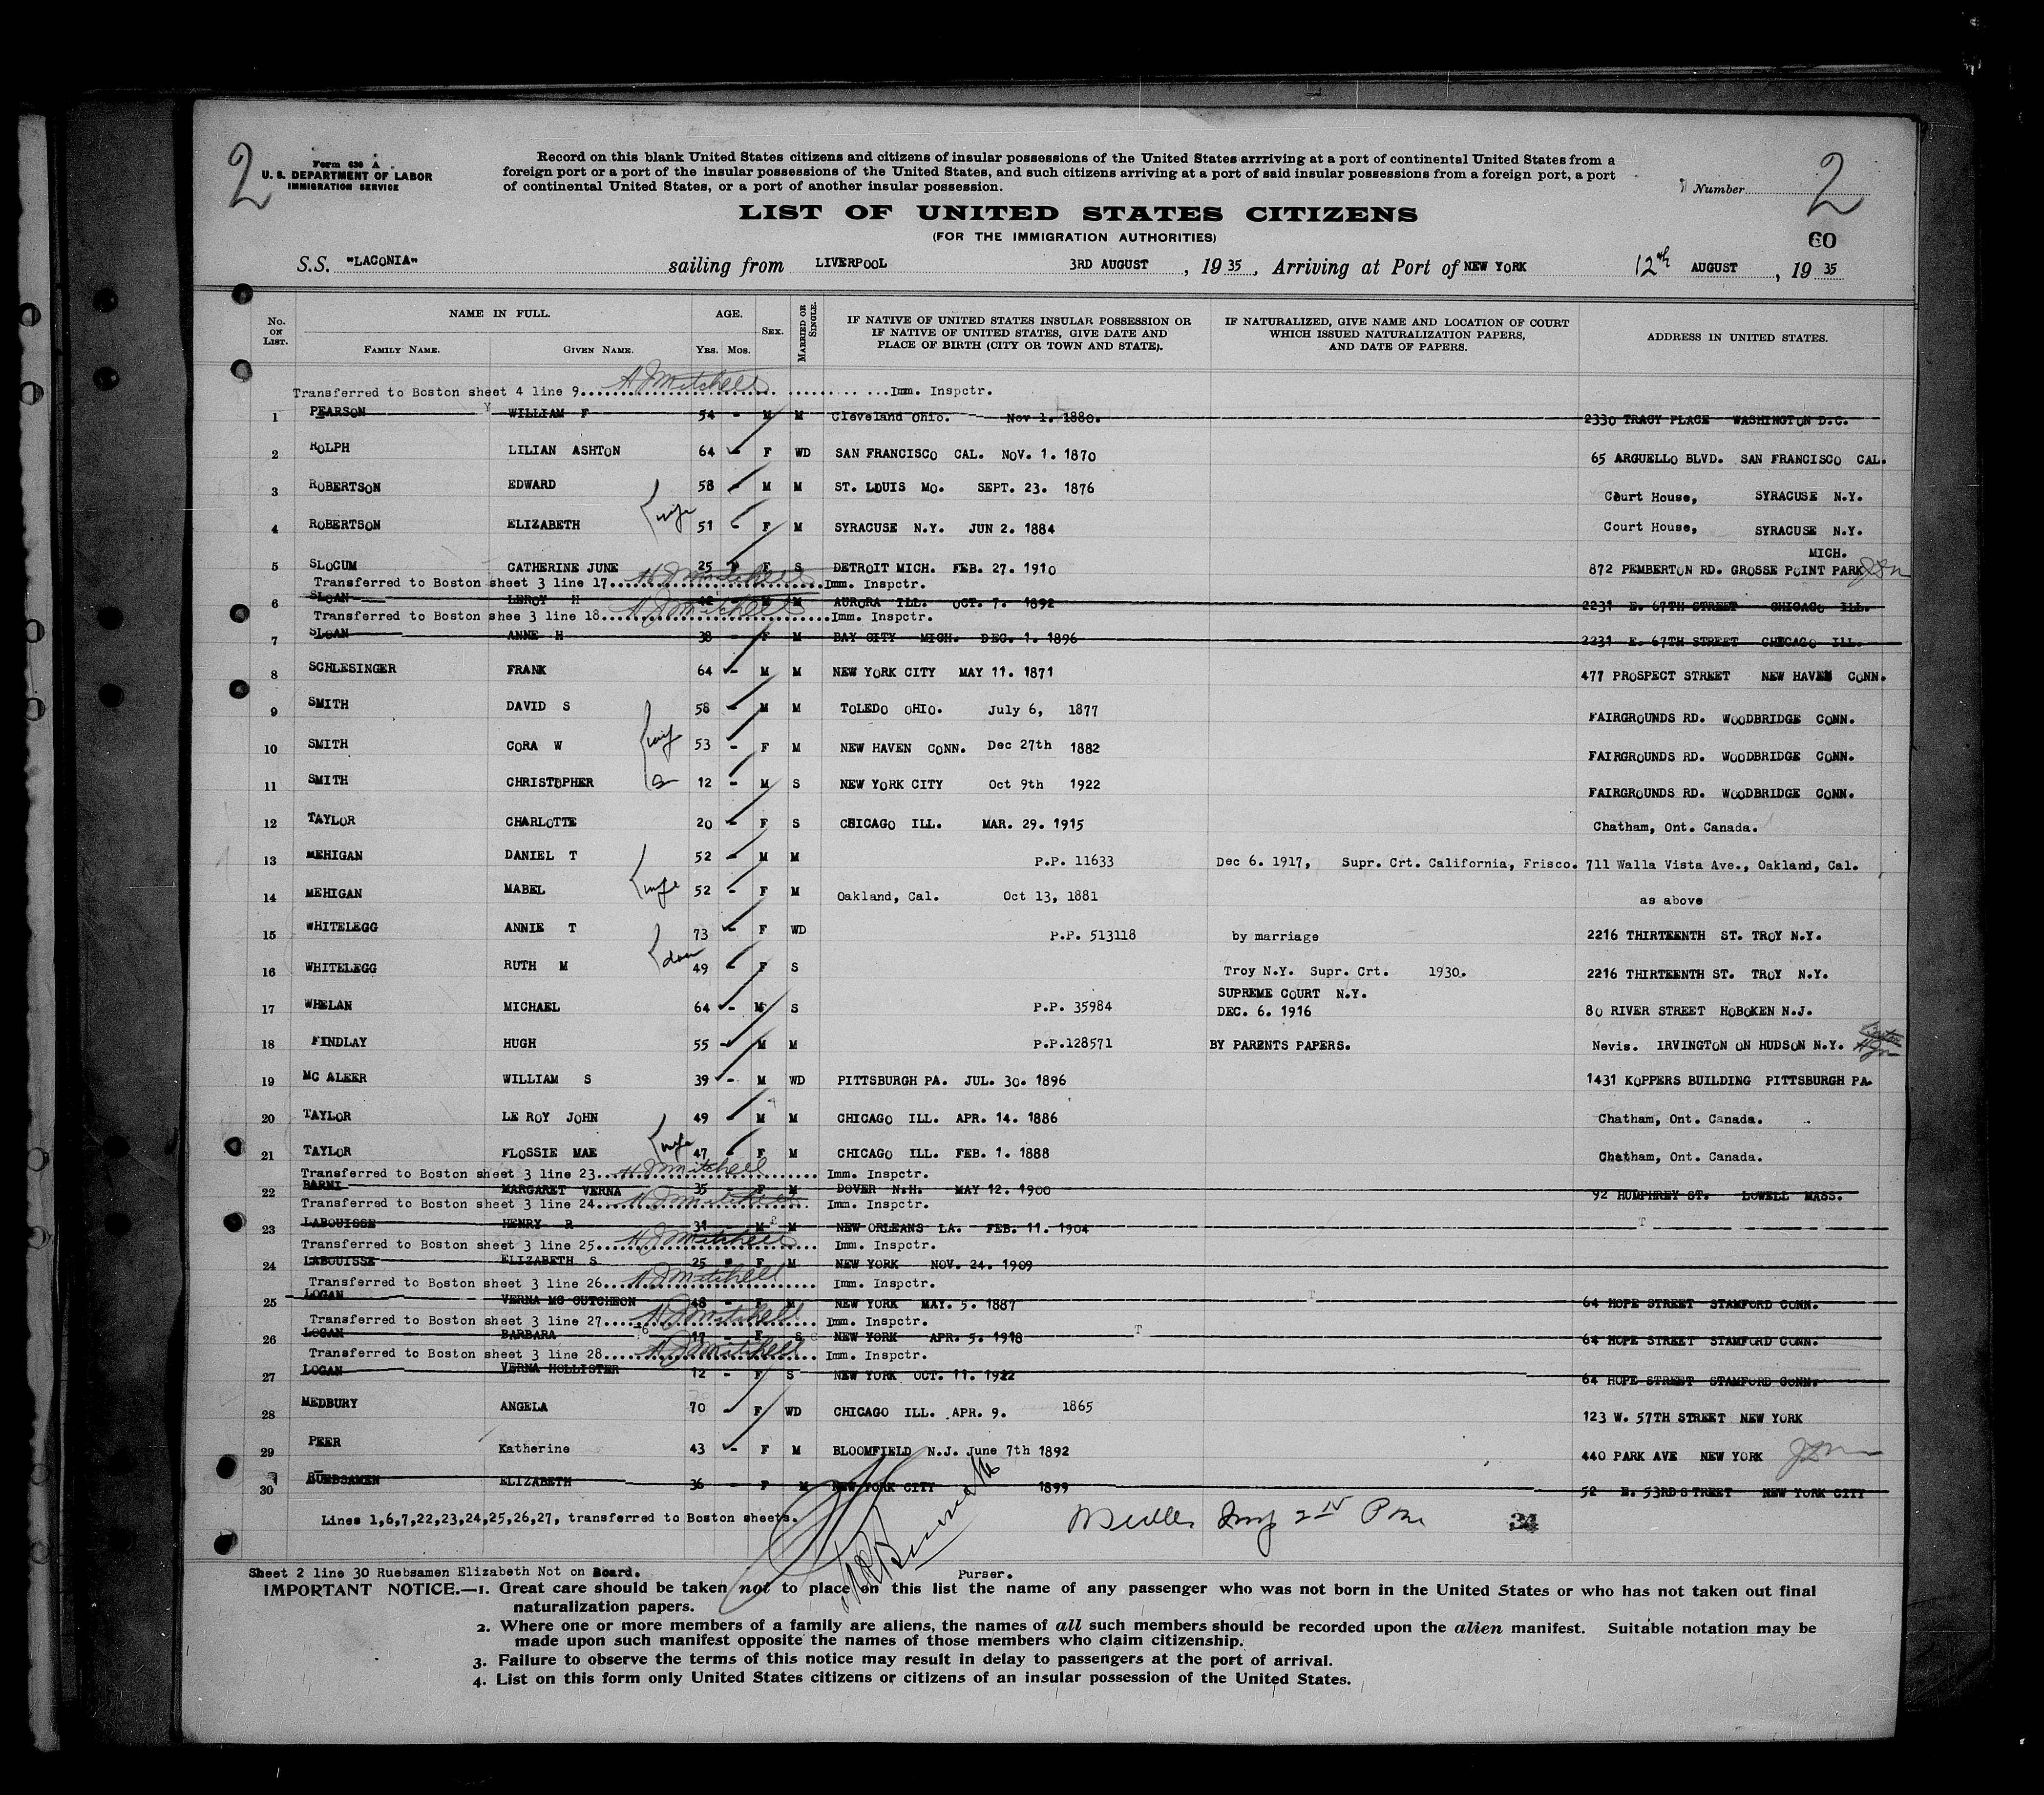 2
Form 630 A
U. S. DEPARTMENT OF LABOR
IMMIGRATION SERVICE
Record on this blank United States citizens and citizens of insular possessions of the United States arrriving at a port of continental United States from a
foreign port or a port of the insular possessions of the United States, and such citizens arriving at a port of said insular possessions from a foreign port, a port
of continental United States, or a port of another insular possession.
Number 2
LIST OF UNITED STATES CITIZENS
(FOR THE IMMIGRATION AUTHORITIES)
60
S.S. "LACONIA" sailing from LIVERPOOL 3RD AUGUST, 1935, Arriving at Port of NEW YORK 12th AUGUST, 1935
No. ON LIST. NAME IN FULL. FAMILY NAME. GIVEN NAME. AGE. Yrs. Mos. SEX. MARRIED OR SINGLE. IF NATIVE OF UNITED STATES INSULAR POSSESSION OR IF NATIVE OF UNITED STATES, GIVE DATE AND PLACE OF BIRTH (CITY OR TOWN AND STATE). IF NATURALIZED, GIVE NAME AND LOCATION OF COURT WHICH ISSUED NATURALIZATION PAPERS, AND DATE OF PAPERS. ADDRESS IN UNITED STATES.
Transferred to Boston sheet 4 line 9 H J Mitchell Imm. Inspctr.
1 PEARSON WILLIAM F 54 - M M Cleveland Ohio. Nov 1. 1880. 2330 TRACY PLACE WASHINGTON D.C.
2 ROLPH LILIAN ASHTON 64 - F WD SAN FRANCISCO CAL. NOV. 1. 1870 65 ARGUELLO BLVD. SAN FRANCISCO CAL.
3 ROBERTSON EDWARD 58 - M M ST. LOUIS MO. SEPT. 23. 1876 Court House, SYRACUSE N.Y.
4 ROBERTSON ELIZABETH wife 51 - F M SYRACUSE N.Y. JUN 2. 1884 Court House, SYRACUSE N.Y.
MICH.
5 SLOCUM CATHERINE JUNE 25 - F S DETROIT MICH. FEB. 27. 1910 872 PEMBERTON RD. GROSSE POINT PARK
Transferred to Boston sheet 3 line 17 H J Mitchell Imm. Inspctr.
6 SLOAN LEROY H 42 - M M AURORA ILL. OCT. 7. 1892 2231 E. 67TH STREET CHICAGO ILL.
Transferred to Boston shee 3 line 18 H J Mitchell Imm. Inspctr.
7 SLOAN ANNE H 38 - F M BAY CITY MICH. DEC. 1. 1896 2231 E. 67TH STREET CHICAGO ILL.
8 SCHLESINGER FRANK 64 - M M NEW YORK CITY MAY 11. 1871 477 PROSPECT STREET NEW HAVEN CONN.
9 SMITH DAVID S 58 - M M TOLEDO OHIO. July 6, 1877 FAIRGROUNDS RD. WOODBRIDGE CONN.
10 SMITH CORA W wife 53 - F M NEW HAVEN CONN. Dec 27th 1882 FAIRGROUNDS RD. WOODBRIDGE CONN.
11 SMITH CHRISTOPHER 12 - M S NEW YORK CITY Oct 9th 1922 FAIRGROUNDS RD. WOODBRIDGE CONN.
12 TAYLOR CHARLOTTE 20 - F S CHICAGO ILL. MAR. 29. 1915 Chatham, Ont. Canada.
13 MEHIGAN DANIEL T 52 - M M P.P. 11633 Dec 6. 1917, Supr. Crt. California, Frisco. 711 Walla Vista Ave., Oakland, Cal.
14 MEHIGAN MABEL wife 52 - F M Oakland, Cal. Oct 13, 1881 as above
15 WHITELEGG ANNIE T 73 - F WD P.P. 513118 by marriage 2216 THIRTEENTH ST. TROY N.Y.
16 WHITELEGG RUTH M dau 49 - F S Troy N.Y. Supr. Crt. 1930. 2216 THIRTEENTH ST. TROY N.Y.
SUPREME COURT N.Y.
17 WHELAN MICHAEL 64 - M S P.P. 35984 DEC. 6. 1916 80 RIVER STREET HOBOKEN N.J.
18 FINDLAY HUGH 55 - M M P.P.128571 BY PARENTS PAPERS. Nevis. IRVINGTON ON HUDSON N.Y.
19 MC ALEER WILLIAM S 39 - M WD PITTSBURGH PA. JUL. 30. 1896 1431 KOPPERS BUILDING PITTSBURGH PA.
20 TAYLOR LE ROY JOHN 49 - M M CHICAGO ILL. APR. 14. 1886 Chatham, Ont. Canada.
21 TAYLOR FLOSSIE MAE wife 47 - F M CHICAGO ILL. FEB. 1. 1888 Chatham, Ont. Canada.
Transferred to Boston sheet 3 line 23 H J Mitchell Imm. Inspctr.
22 BARNI MARGARET VERNA 35 - F M DOVER N.H. MAY 12. 1900 92 HUMPHREY ST. LOWELL MASS.
Transferred to Boston sheet 3 line 24 H J Mitchell Imm. Inspctr.
23 LABOUISSE HENRY R 31 - M M NEW ORLEANS LA. FEB. 11. 1904
Transferred to Boston sheet 3 line 25 H J Mitchell Imm. Inspctr.
24 LABOUISSE ELIZABETH S 25 - F M NEW YORK NOV. 24. 1909
Transferred to Boston sheet 3 line 26 H J Mitchell Imm. Inspctr.
25 LOGAN VERNA MC CUTCHEON 48 - F M NEW YORK MAY. 5. 1887 64 HOPE STREET STAMFORD CONN.
Transferred to Boston sheet 3 line 27 H J Mitchell Imm. Inspctr.
26 LOGAN BARBARA 17 - F S NEW YORK APR. 5. 1918 64 HOPE STREET STAMFORD CONN.
Transferred to Boston sheet 3 line 28 H J Mitchell Imm. Inspctr.
27 LOGAN VERNA HOLLISTER 12 - F S NEW YORK OCT. 11. 1922 64 HOPE STREET STAMFORD CONN.
28 MEDBURY ANGELA 70 - F WD CHICAGO ILL. APR. 9. 1865 123 W. 57TH STREET NEW YORK
29 PEER Katherine 43 - F M BLOOMFIELD N.J. June 7th 1892 440 PARK AVE NEW YORK
30 RUEBSAMEN ELIZABETH 36 - F M NEW YORK CITY 1899 52 E. 53RD STREET NEW YORK CITY
Lines 1,6,7,22,23,24,25,26,27, transferred to Boston sheets.
34
Sheet 2 line 30 Ruebsamen Elizabeth Not on Board.
Purser.
IMPORTANT NOTICE.—1. Great care should be taken not to place on this list the name of any passenger who was not born in the United States or who has not taken out final
naturalization papers.
2. Where one or more members of a family are aliens, the names of all such members should be recorded upon the alien manifest. Suitable notation may be
made upon such manifest opposite the names of those members who claim citizenship.
3. Failure to observe the terms of this notice may result in delay to passengers at the port of arrival.
4. List on this form only United States citizens or citizens of an insular possession of the United States.